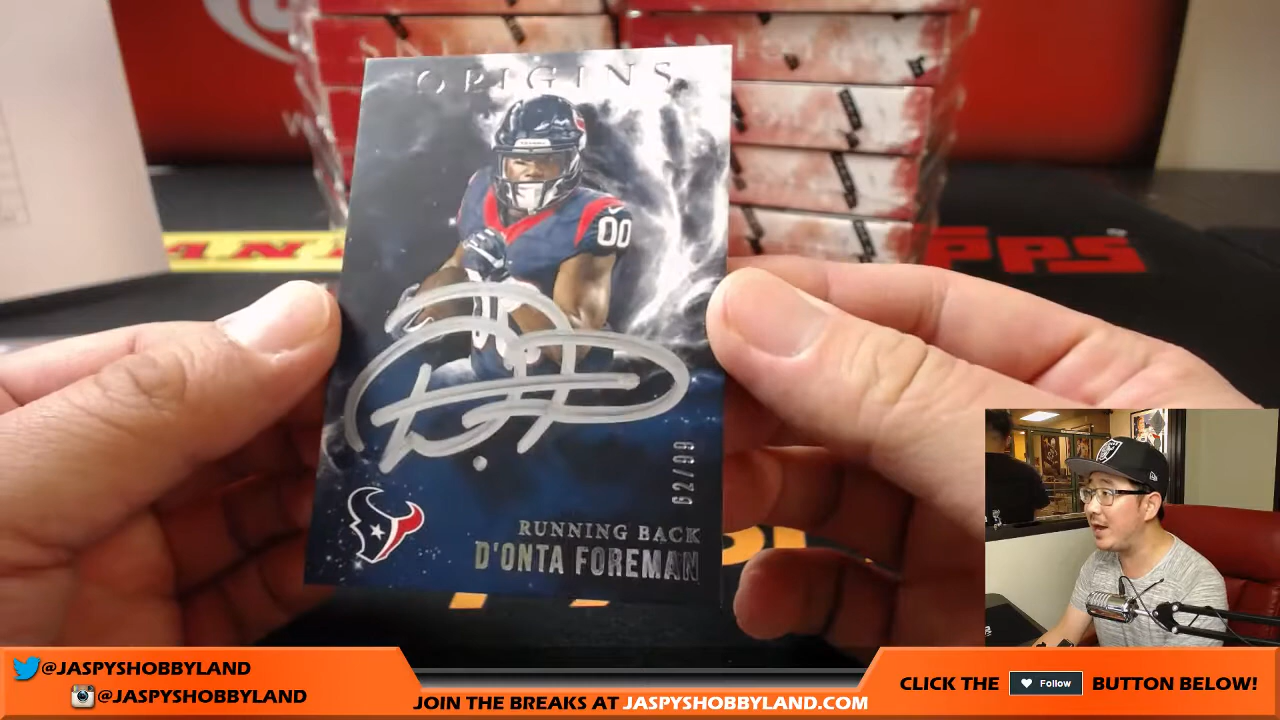 ORIGINS
00
62/99
RUNNING BACK
D'ONTA FOREMAN
@JASPYSHOBBYLAND
@JASPYSHOBBYLAND
JOIN THE BREAKS AT JASPYSHOBBYLAND.COM
CLICK THE Follow BUTTON BELOW!